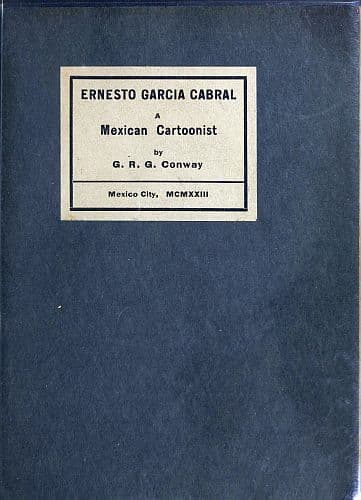 ERNESTO GARCIA CABRAL
A
Mexican Cartoonist
by
G. R. G. Conway
Mexico City, MCMXXIII